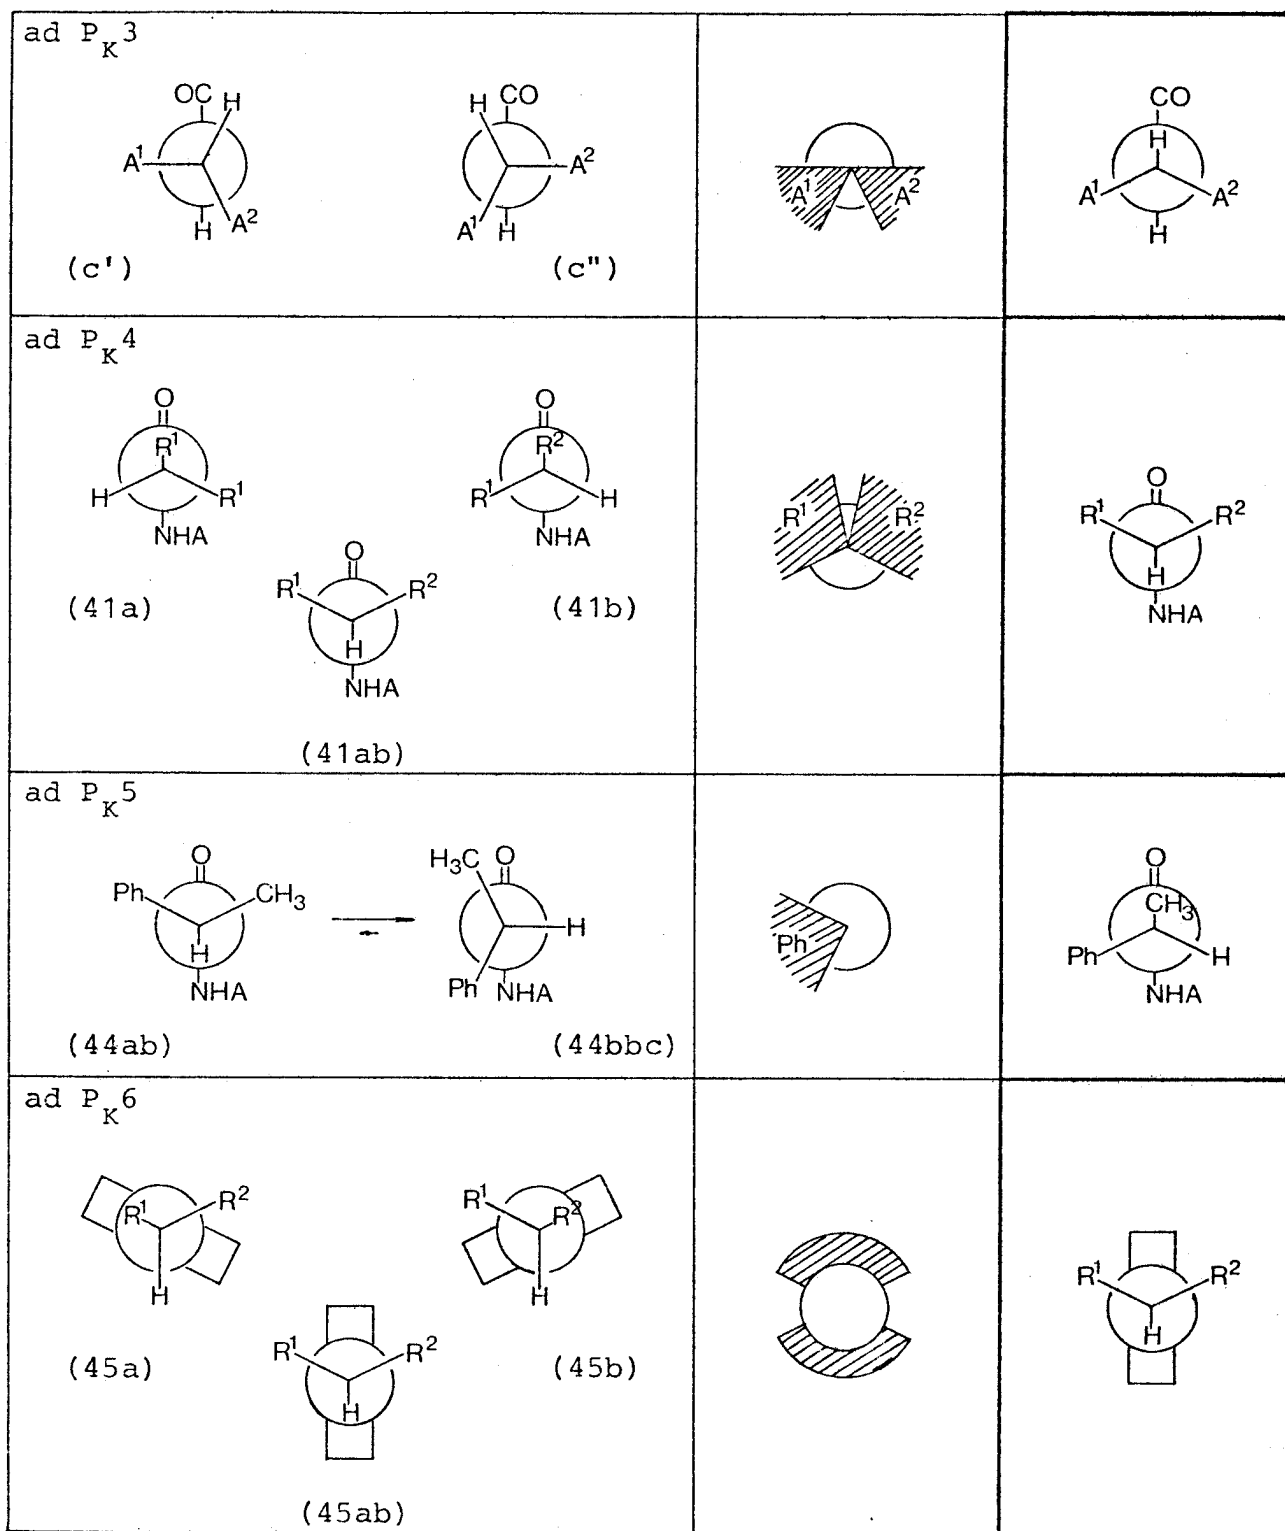 ad P_K3
OC H
A¹
A²
H
(c')
H CO
A²
A¹ H
(c")
A¹ A²
CO
H
A¹ A²
H
ad P_K4
O
R¹
H R¹
NHA
(41a)
O
R¹ R²
H
NHA
(41ab)
O
R²
R¹ H
NHA
(41b)
R¹ R²
O
R¹ R²
H
NHA
ad P_K5
O
Ph CH₃
H
NHA
(44ab)
H₃C O
H
Ph NHA
(44bbc)
Ph
O
CH₃
Ph H
NHA
ad P_K6
R¹ R²
H
(45a)
R¹ R²
H
(45ab)
R¹ R²
H
(45b)
R¹ R²
H